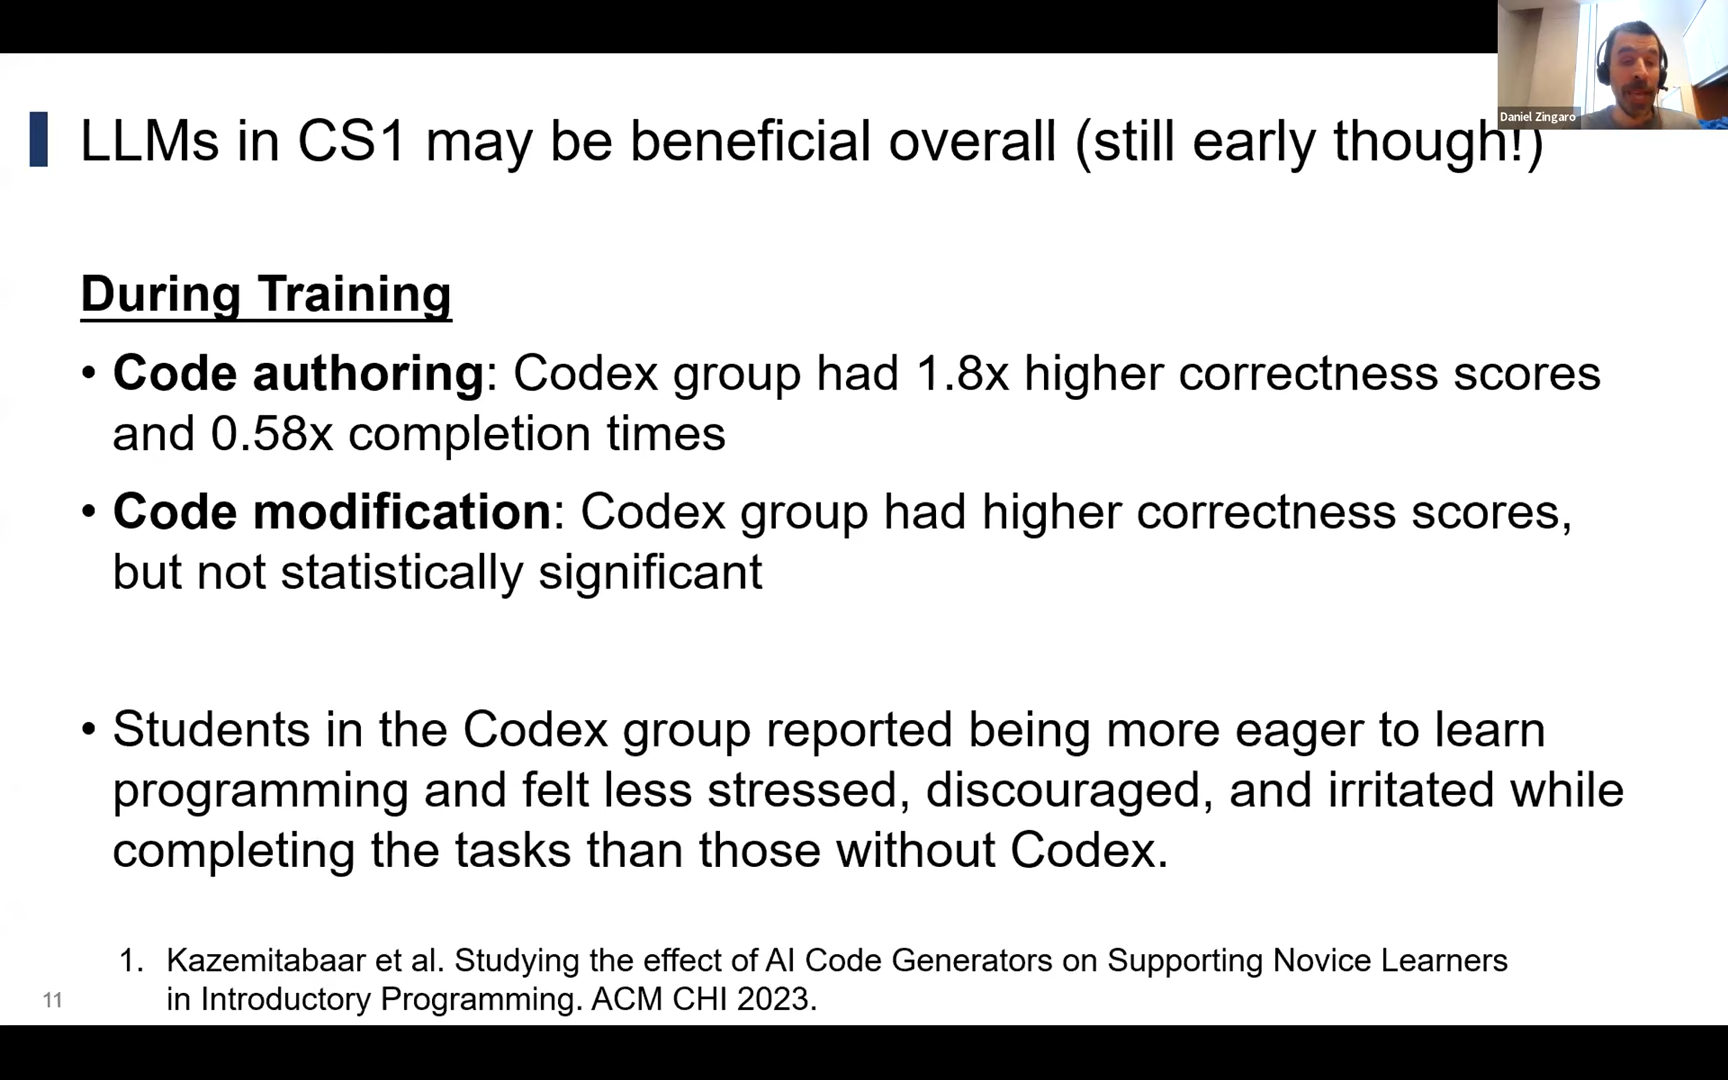 Daniel Zingaro
LLMs in CS1 may be beneficial overall (still early though!)
During Training
• Code authoring: Codex group had 1.8x higher correctness scores
and 0.58x completion times
• Code modification: Codex group had higher correctness scores,
but not statistically significant
• Students in the Codex group reported being more eager to learn
programming and felt less stressed, discouraged, and irritated while
completing the tasks than those without Codex.
1. Kazemitabaar et al. Studying the effect of AI Code Generators on Supporting Novice Learners
in Introductory Programming. ACM CHI 2023.
11